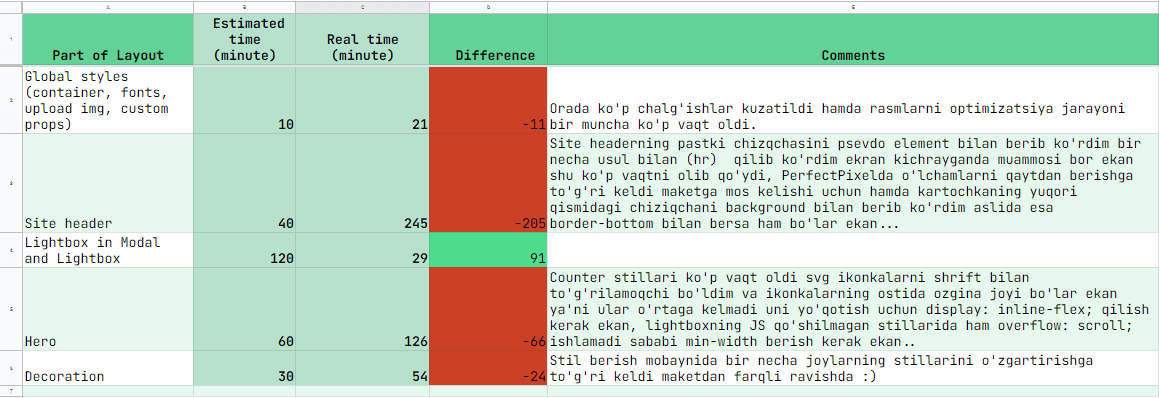 A B C D E
1
Part of Layout
Estimated
time
(minute)
Real time
(minute)
Difference
Comments
2
Global styles
(container, fonts,
upload img, custom
props)
10
21
-11
Orada ko'p chalg'ishlar kuzatildi hamda rasmlarni optimizatsiya jarayoni
bir muncha ko'p vaqt oldi.
3
Site header
40
245
-205
Site headerning pastki chizqchasini psevdo element bilan berib ko'rdim bir
necha usul bilan (hr)  qilib ko'rdim ekran kichrayganda muammosi bor ekan
shu ko'p vaqtni olib qo'ydi, PerfectPixelda o'lchamlarni qaytdan berishga
to'g'ri keldi maketga mos kelishi uchun hamda kartochkaning yuqori
qismidagi chiziqchani background bilan berib ko'rdim aslida esa
border-bottom bilan bersa ham bo'lar ekan...
4
Lightbox in Modal
and Lightbox
120
29
91
5
Hero
60
126
-66
Counter stillari ko'p vaqt oldi svg ikonkalarni shrift bilan
to'g'rilamoqchi bo'ldim va ikonkalarning ostida ozgina joyi bo'lar ekan
ya'ni ular o'rtaga kelmadi uni yo'qotish uchun display: inline-flex; qilish
kerak ekan, lightboxning JS qo'shilmagan stillarida ham overflow: scroll;
ishlamadi sababi min-width berish kerak ekan..
6
Decoration
30
54
-24
Stil berish mobaynida bir necha joylarning stillarini o'zgartirishga
to'g'ri keldi maketdan farqli ravishda :)
7